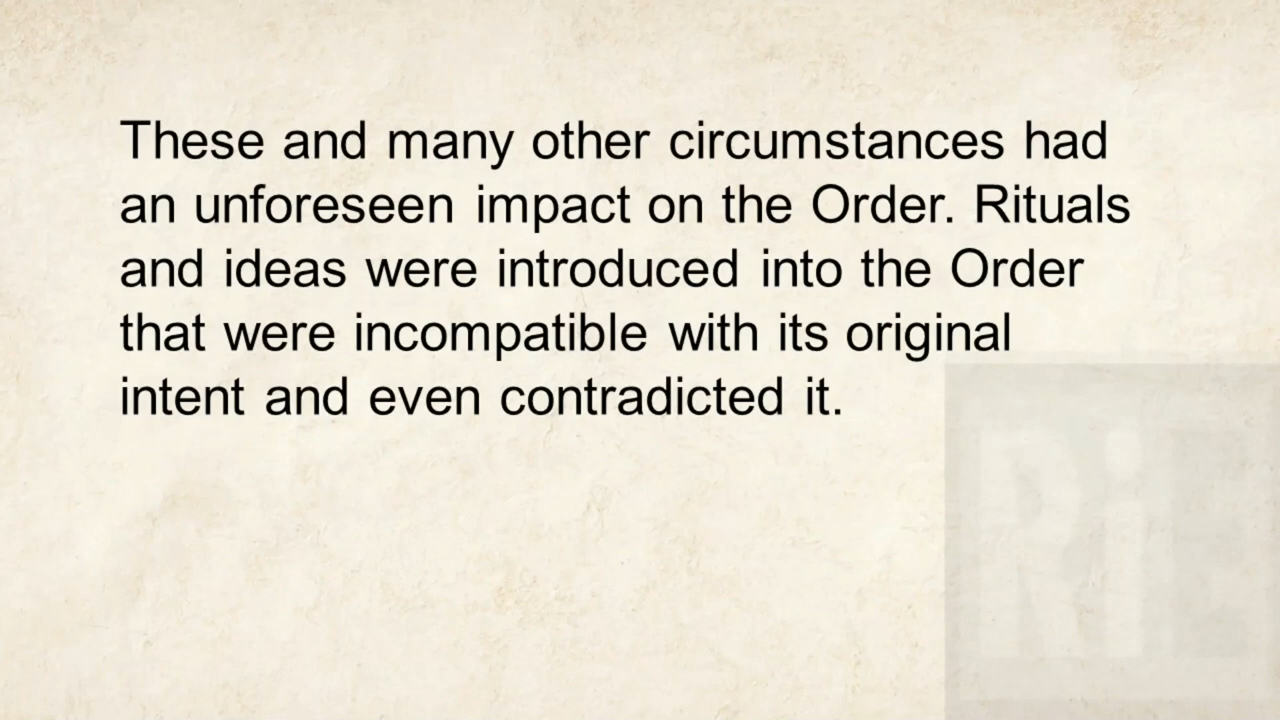 These and many other circumstances had
an unforeseen impact on the Order. Rituals
and ideas were introduced into the Order
that were incompatible with its original
intent and even contradicted it.
Ri